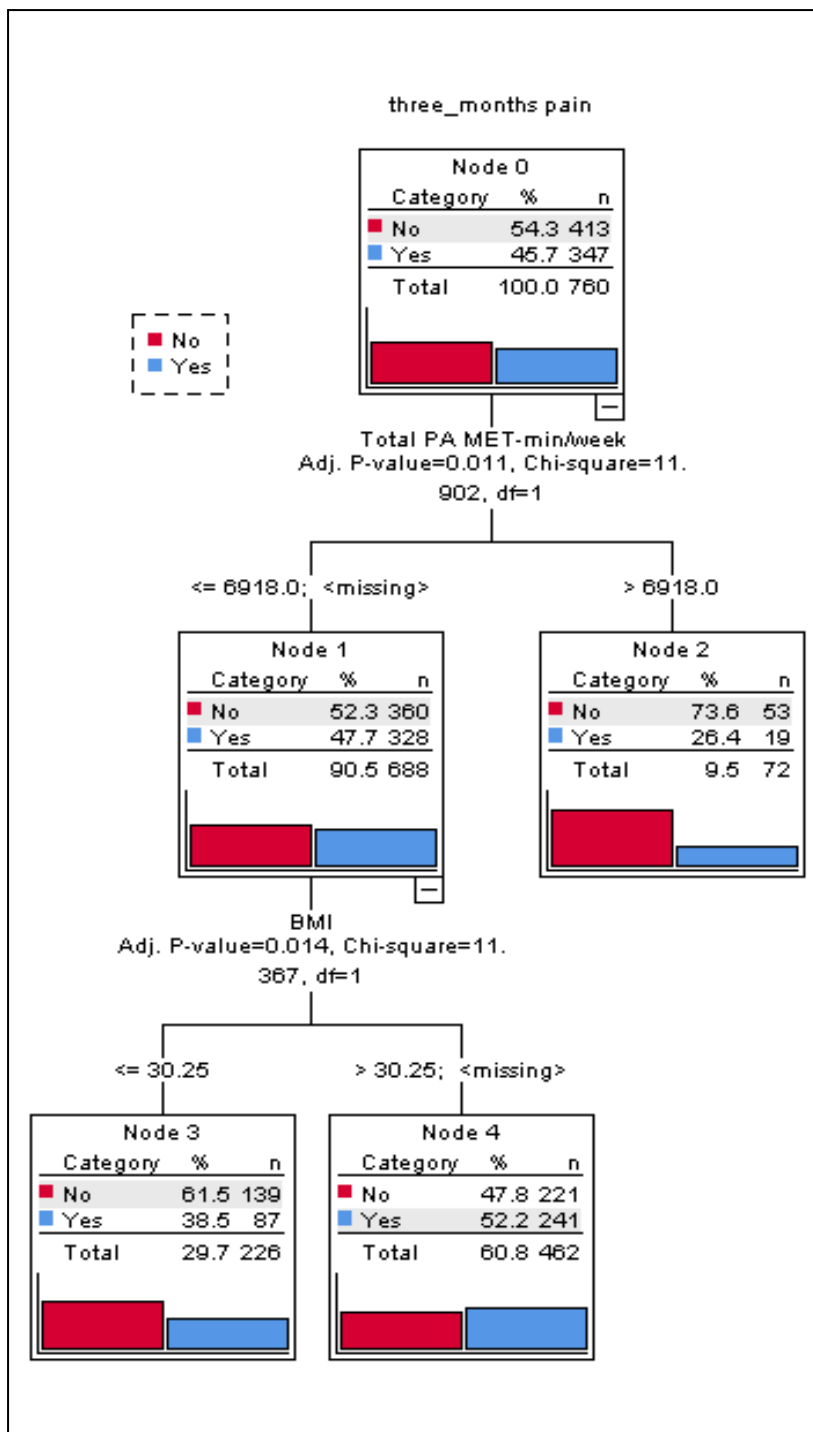 three_months pain
Node 0
Category % n
No 54.3 413
Yes 45.7 347
Total 100.0 760
No
Yes
Total PA MET-min/week
Adj. P-value=0.011, Chi-square=11.
902, df=1
<= 6918.0; <missing>
> 6918.0
Node 1
Category % n
No 52.3 360
Yes 47.7 328
Total 90.5 688
Node 2
Category % n
No 73.6 53
Yes 26.4 19
Total 9.5 72
BMI
Adj. P-value=0.014, Chi-square=11.
367, df=1
<= 30.25
> 30.25; <missing>
Node 3
Category % n
No 61.5 139
Yes 38.5 87
Total 29.7 226
Node 4
Category % n
No 47.8 221
Yes 52.2 241
Total 60.8 462